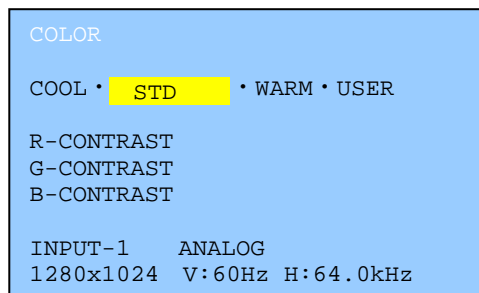 COLOR
COOL・ STD ・WARM・USER
R-CONTRAST
G-CONTRAST
B-CONTRAST
INPUT-1 ANALOG
1280x1024 V:60Hz H:64.0kHz